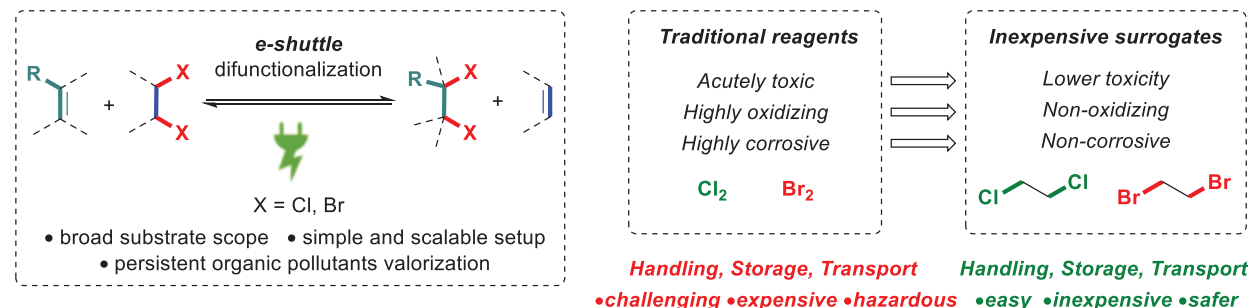 e-shuttle
difunctionalization
R
X
X
+
R
X
X
+
X = Cl, Br
• broad substrate scope • simple and scalable setup
• persistent organic pollutants valorization
Traditional reagents
Acutely toxic
Highly oxidizing
Highly corrosive
Cl₂ Br₂
Inexpensive surrogates
Lower toxicity
Non-oxidizing
Non-corrosive
Cl Cl Br Br
Handling, Storage, Transport
•challenging •expensive •hazardous
Handling, Storage, Transport
•easy •inexpensive •safer